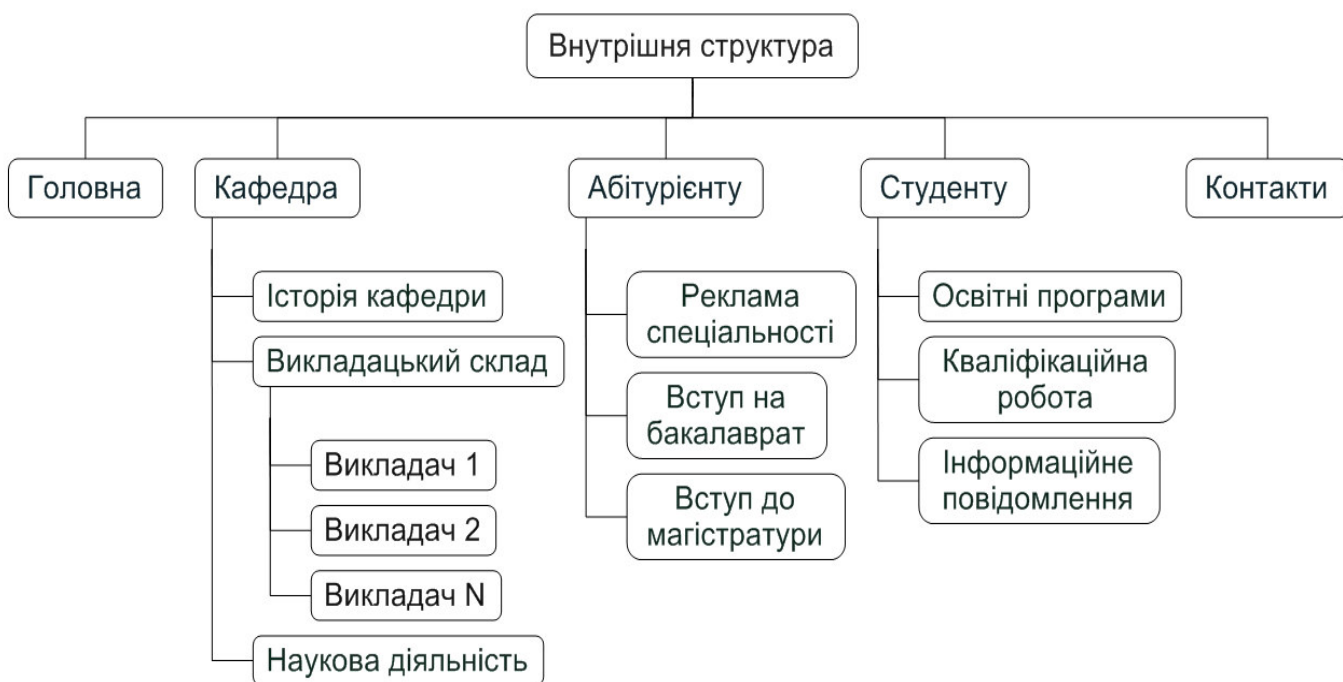 Внутрішня структура
Головна
Кафедра
Абітурієнту
Студенту
Контакти
Історія кафедри
Викладацький склад
Викладач 1
Викладач 2
Викладач N
Наукова діяльність
Реклама
спеціальності
Вступ на
бакалаврат
Вступ до
магістратури
Освітні програми
Кваліфікаційна
робота
Інформаційне
повідомлення